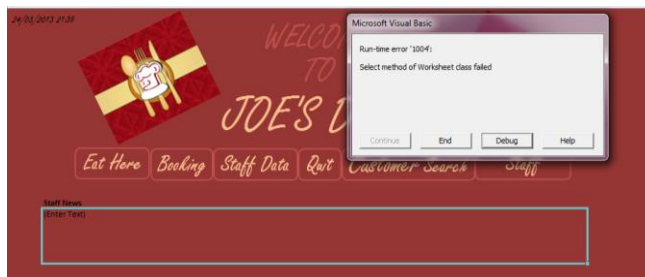 24/03/2013 21:39
WELCO
TO
JOE'S D
Microsoft Visual Basic
Run-time error '1004':
Select method of Worksheet class failed
Continue End Debug Help
Eat Here Booking Staff Data Quit Customer Search Staff
Staff News
(Enter Text)